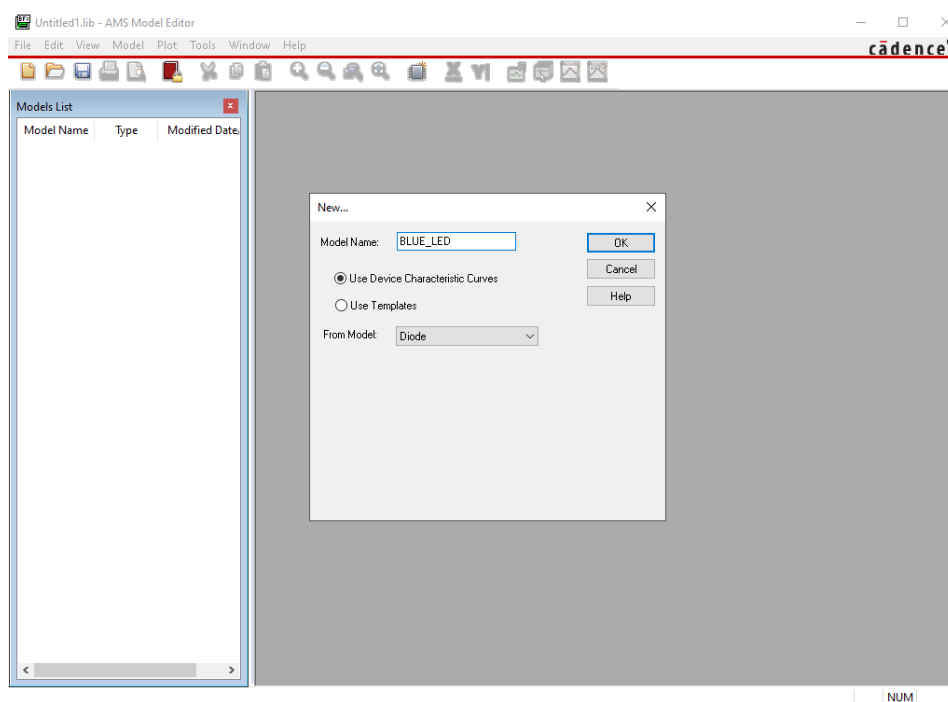 Untitled1.lib - AMS Model Editor
File Edit View Model Plot Tools Window Help
cādence
Models List
Model Name Type Modified Date
New...
Model Name: BLUE_LED
OK
Use Device Characteristic Curves
Cancel
Use Templates
Help
From Model: Diode
NUM